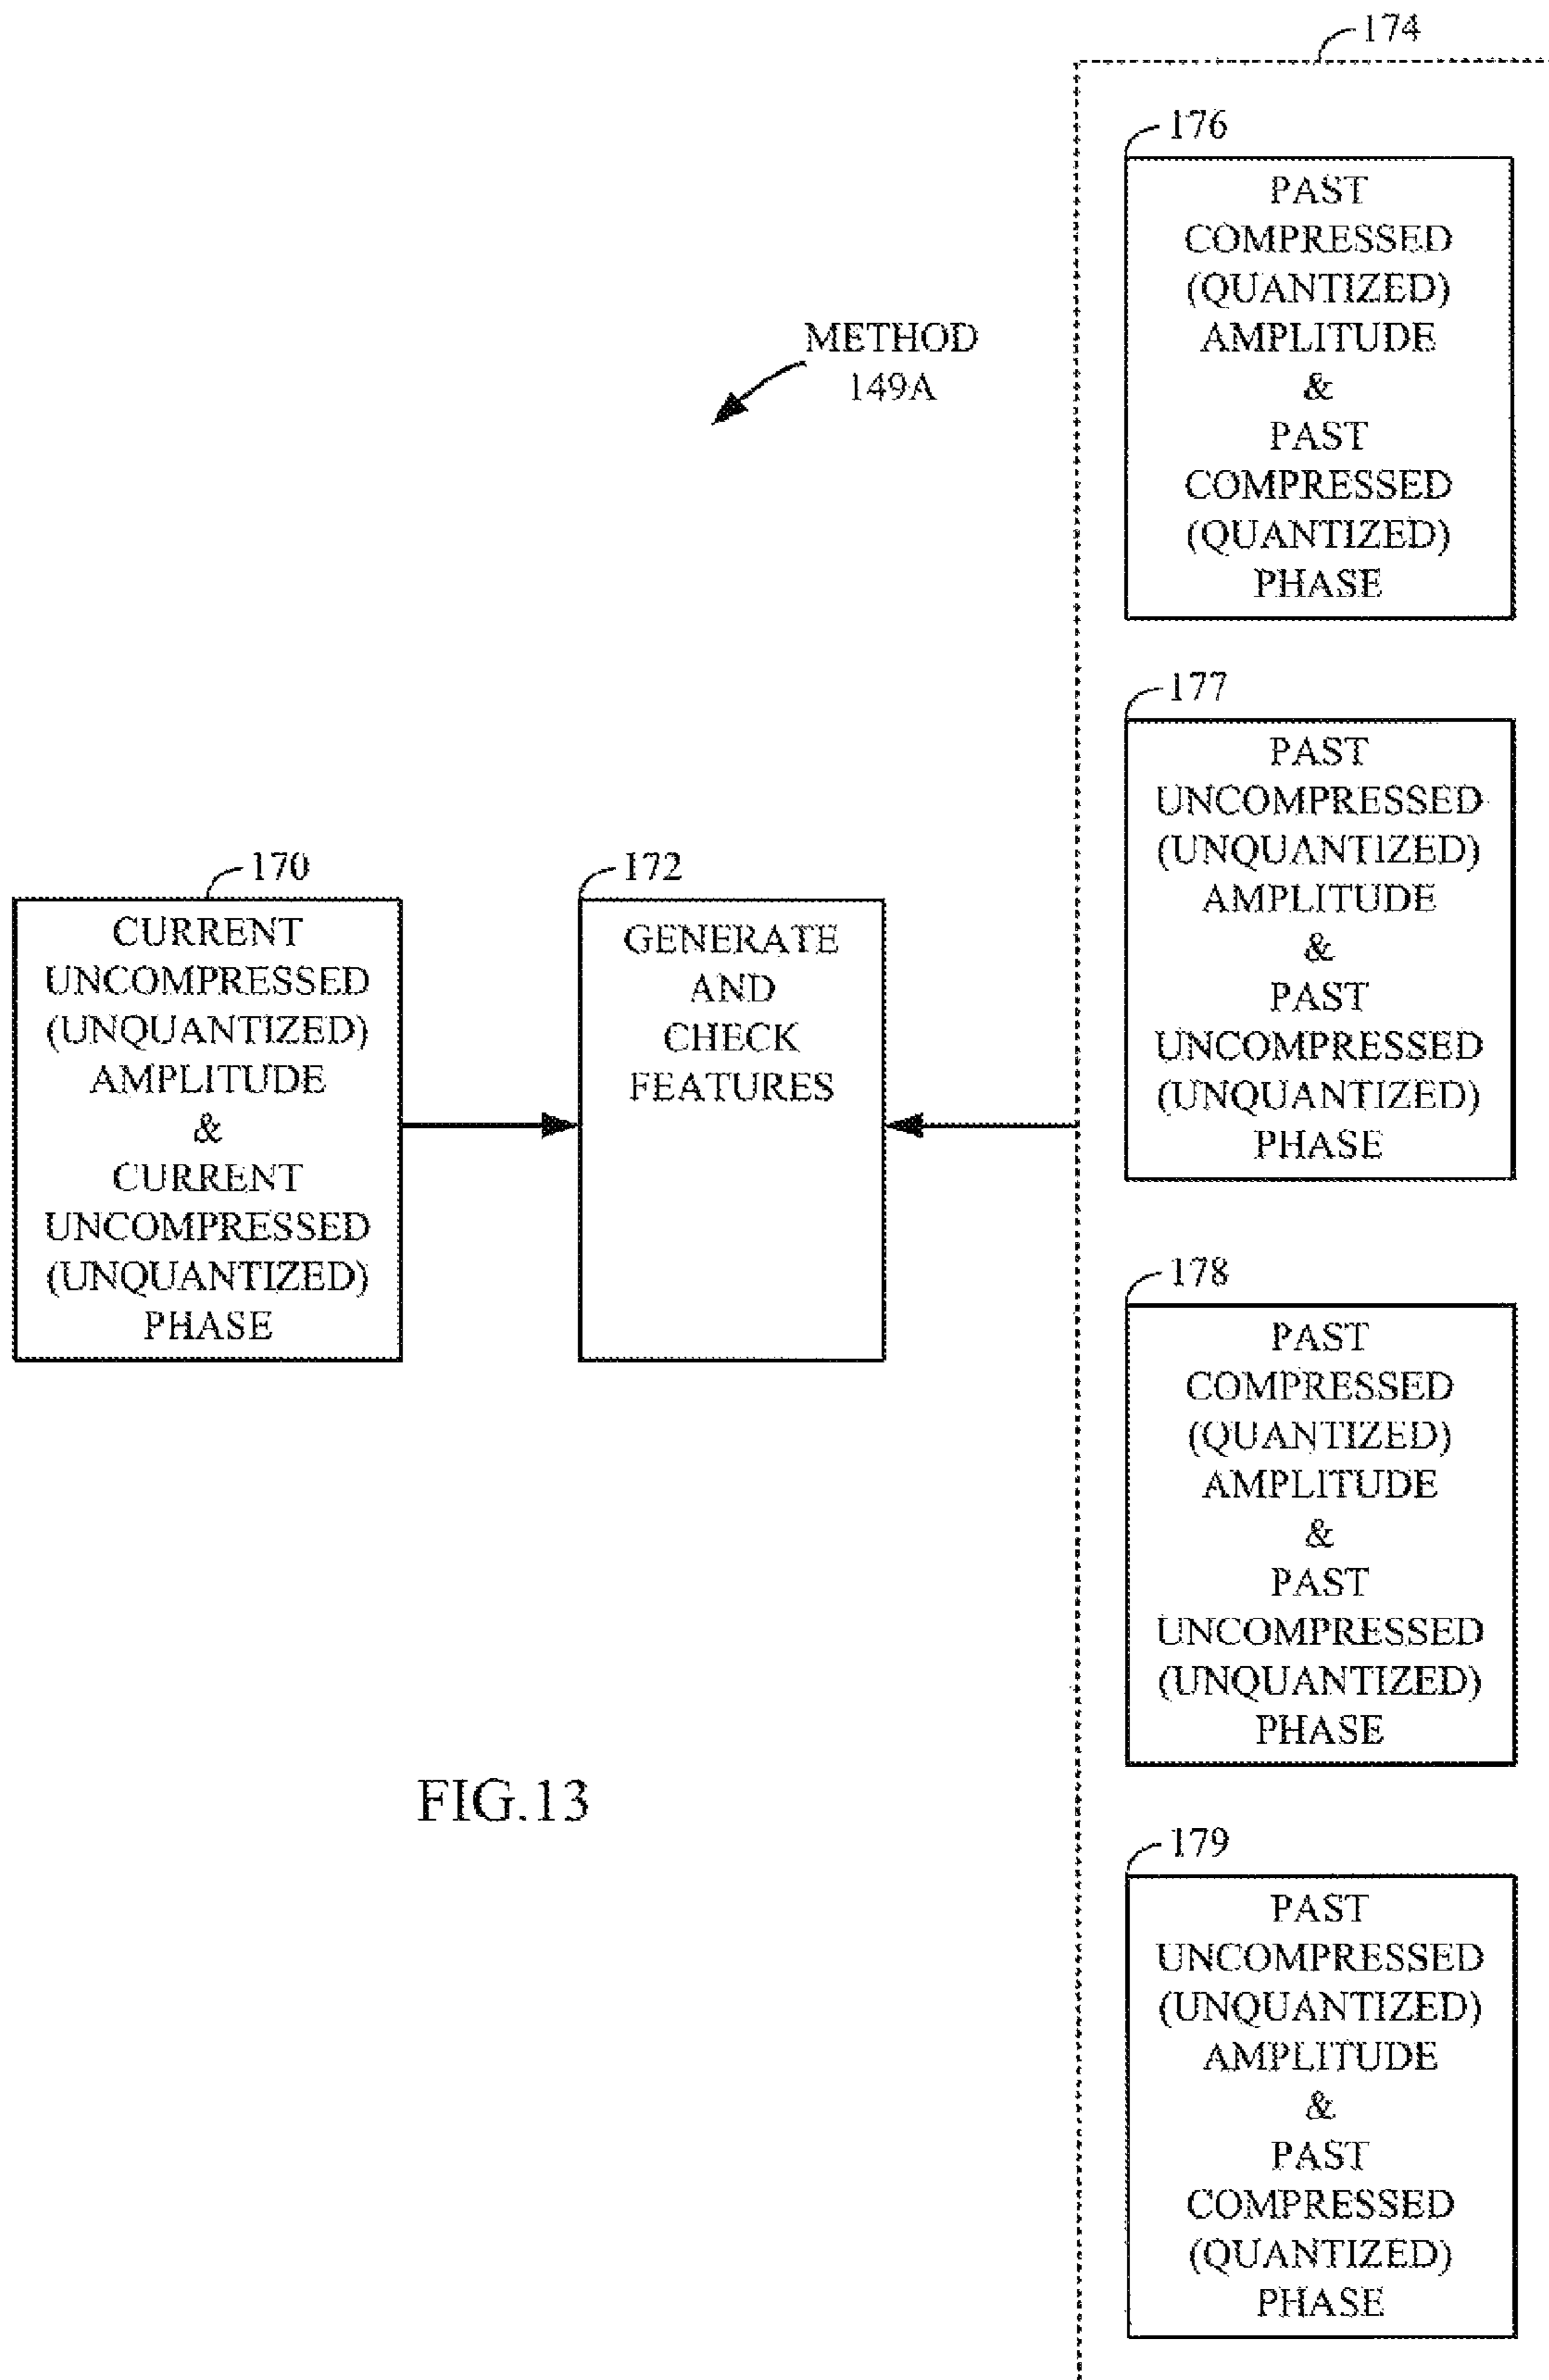 174
176
PAST
COMPRESSED
(QUANTIZED)
AMPLITUDE
&
PAST
COMPRESSED
(QUANTIZED)
PHASE
METHOD
149A
177
PAST
UNCOMPRESSED
(UNQUANTIZED)
AMPLITUDE
&
PAST
UNCOMPRESSED
(UNQUANTIZED)
PHASE
170
CURRENT
UNCOMPRESSED
(UNQUANTIZED)
AMPLITUDE
&
CURRENT
UNCOMPRESSED
(UNQUANTIZED)
PHASE
172
GENERATE
AND
CHECK
FEATURES
178
PAST
COMPRESSED
(QUANTIZED)
AMPLITUDE
&
PAST
UNCOMPRESSED
(UNQUANTIZED)
PHASE
FIG.13
179
PAST
UNCOMPRESSED
(UNQUANTIZED)
AMPLITUDE
&
PAST
COMPRESSED
(QUANTIZED)
PHASE